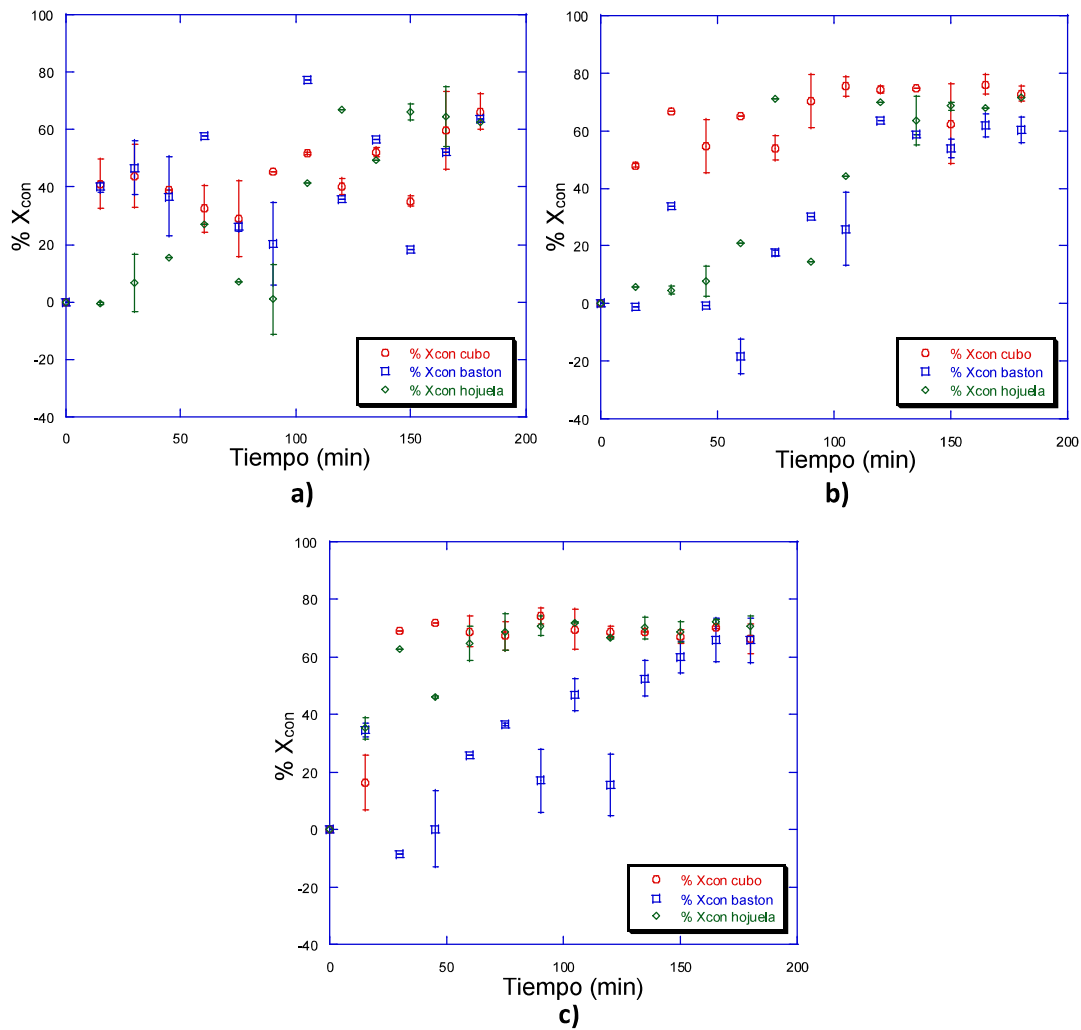 100
80
60
40
20
0
-20
-40
% Xcon
0
50
100
150
200
Tiempo (min)
% Xcon cubo
% Xcon baston
% Xcon hojuela
a)
100
80
60
40
20
0
-20
-40
% Xcon
0
50
100
150
200
Tiempo (min)
% Xcon cubo
% Xcon baston
% Xcon hojuela
b)
100
80
60
40
20
0
-20
-40
% Xcon
0
50
100
150
200
Tiempo (min)
% Xcon cubo
% Xcon baston
% Xcon hojuela
c)